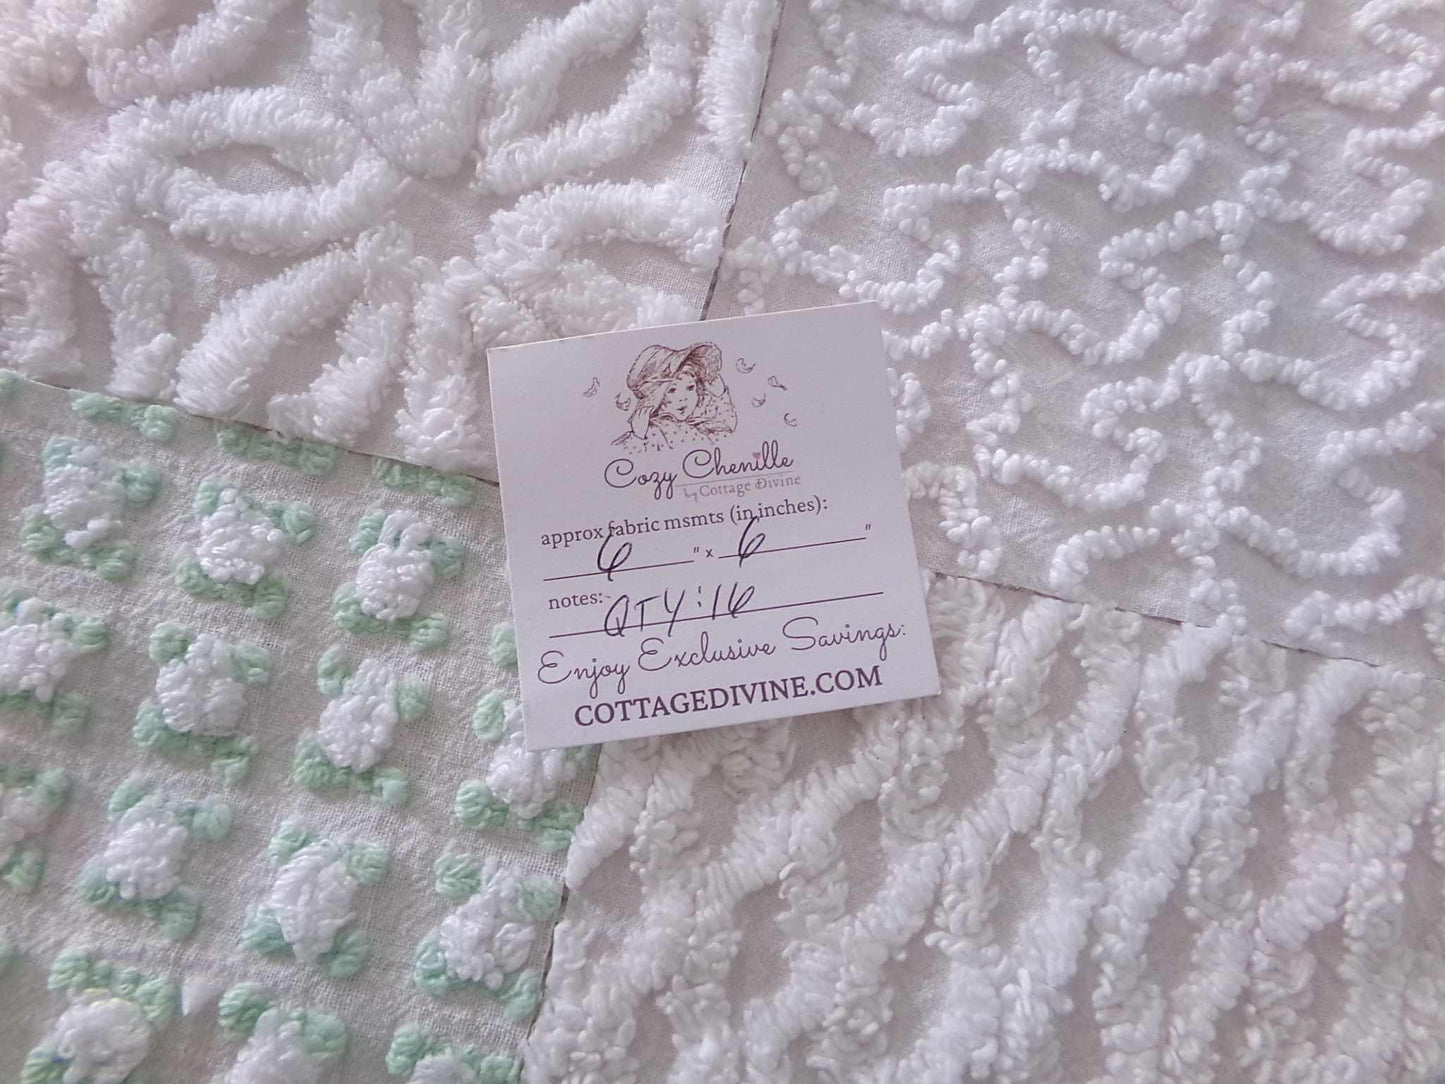 Cozy Chenille
by Cottage Divine
approx fabric msmts (in inches):
6 " x 6 "
notes: QTY: 16
Enjoy Exclusive Savings:
COTTAGEDIVINE.COM